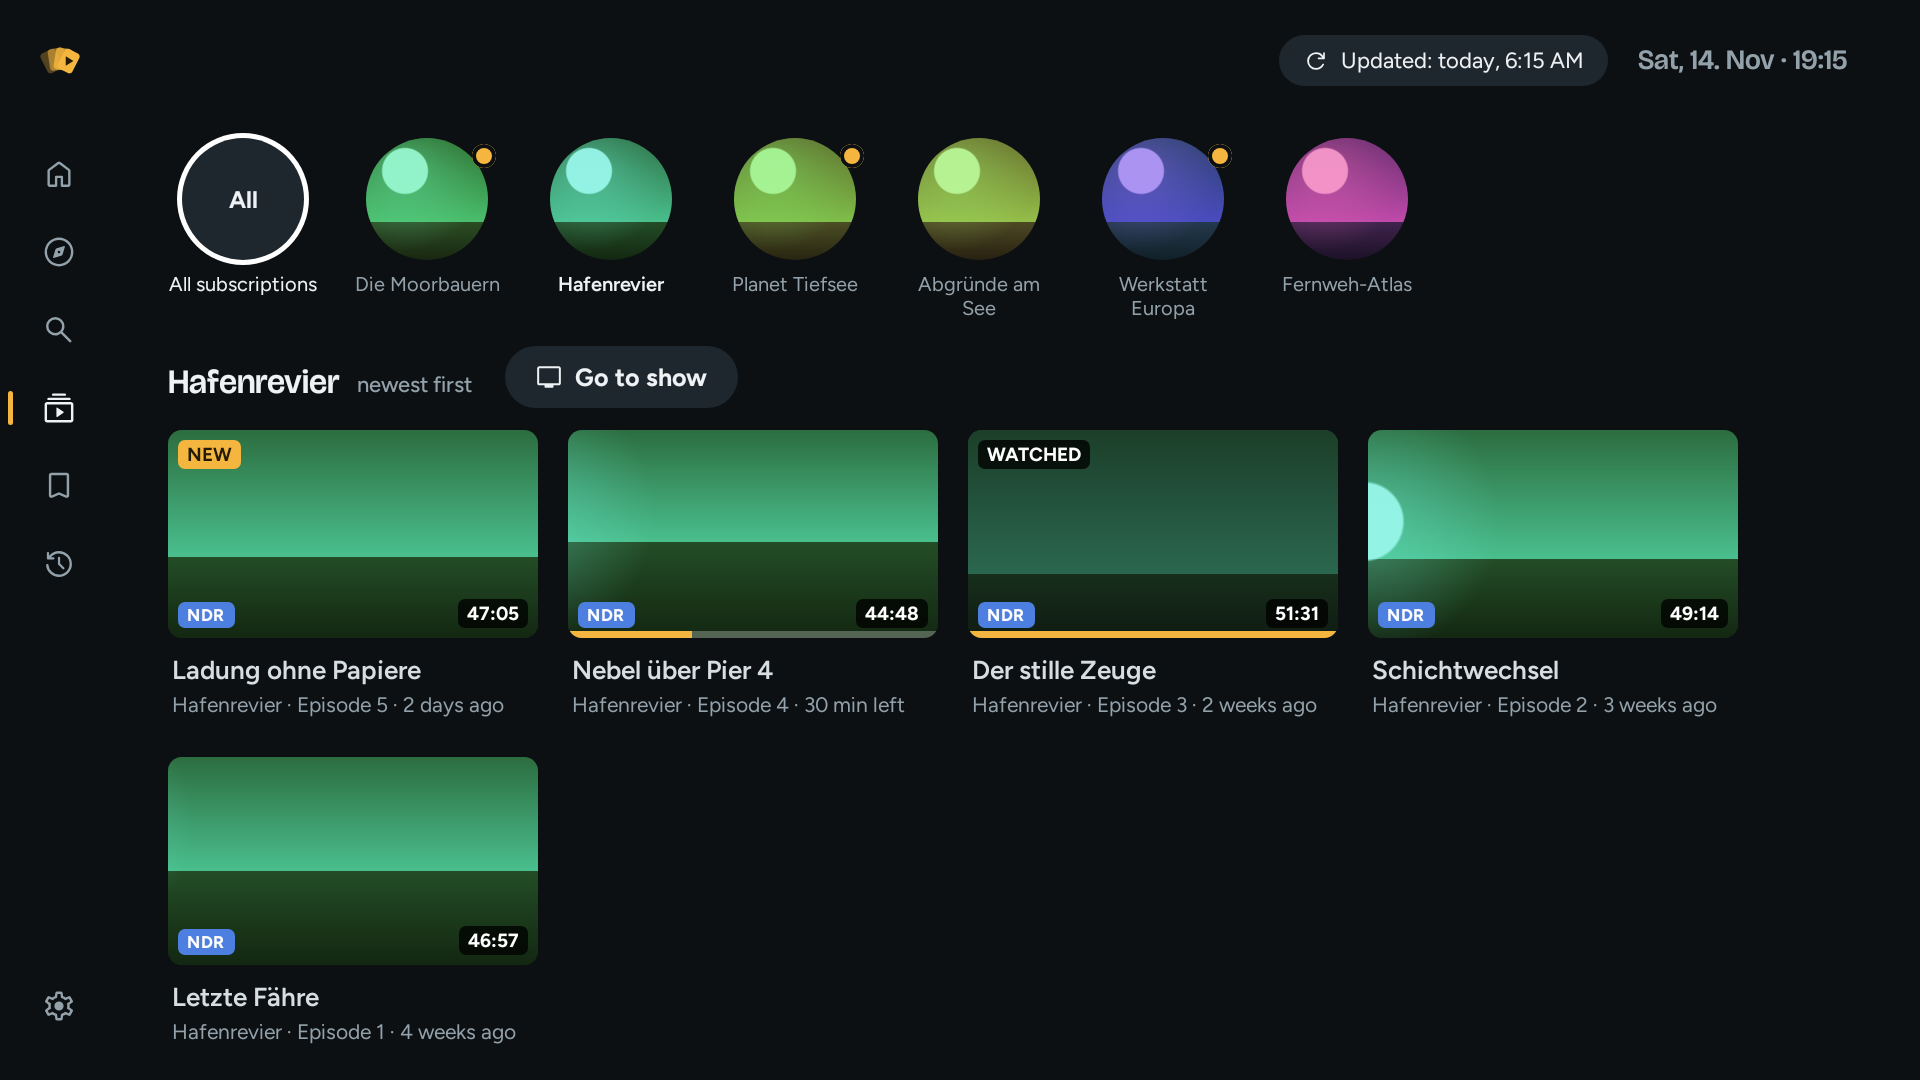 Updated: today, 6:15 AM
Sat, 14. Nov · 19:15
All
All subscriptions
Die Moorbauern
Hafenrevier
Planet Tiefsee
Abgründe am
See
Werkstatt
Europa
Fernweh-Atlas
Hafenrevier newest first
Go to show
NEW
NDR
47:05
Ladung ohne Papiere
Hafenrevier · Episode 5 · 2 days ago
NDR
44:48
Nebel über Pier 4
Hafenrevier · Episode 4 · 30 min left
WATCHED
NDR
51:31
Der stille Zeuge
Hafenrevier · Episode 3 · 2 weeks ago
NDR
49:14
Schichtwechsel
Hafenrevier · Episode 2 · 3 weeks ago
NDR
46:57
Letzte Fähre
Hafenrevier · Episode 1 · 4 weeks ago